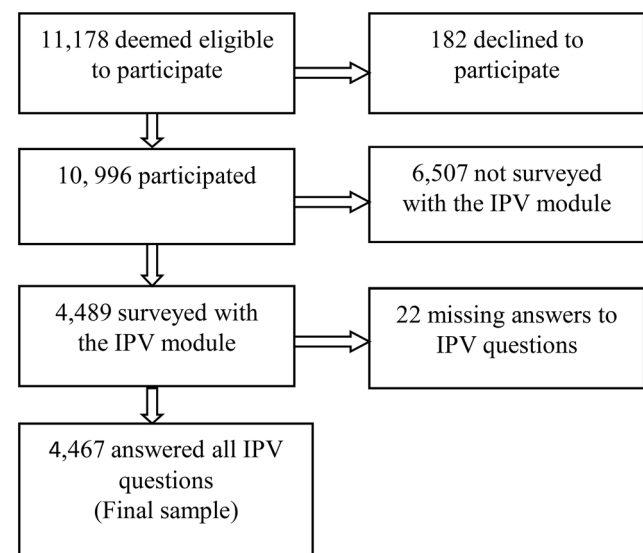 11,178 deemed eligible
to participate
182 declined to
participate
10, 996 participated
6,507 not surveyed
with the IPV module
4,489 surveyed with
the IPV module
22 missing answers to
IPV questions
4,467 answered all IPV
questions
(Final sample)